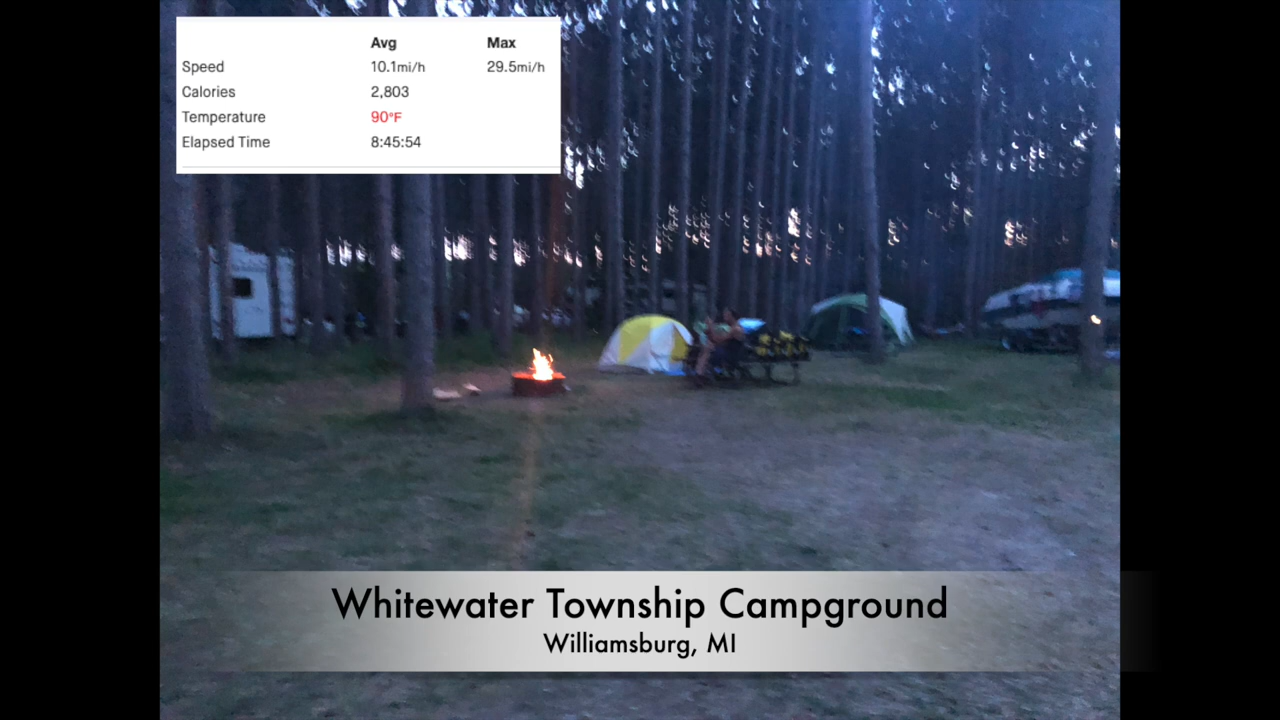 Avg Max
Speed 10.1mi/h 29.5mi/h
Calories 2,803
Temperature 90°F
Elapsed Time 8:45:54
Whitewater Township Campground
Williamsburg, MI